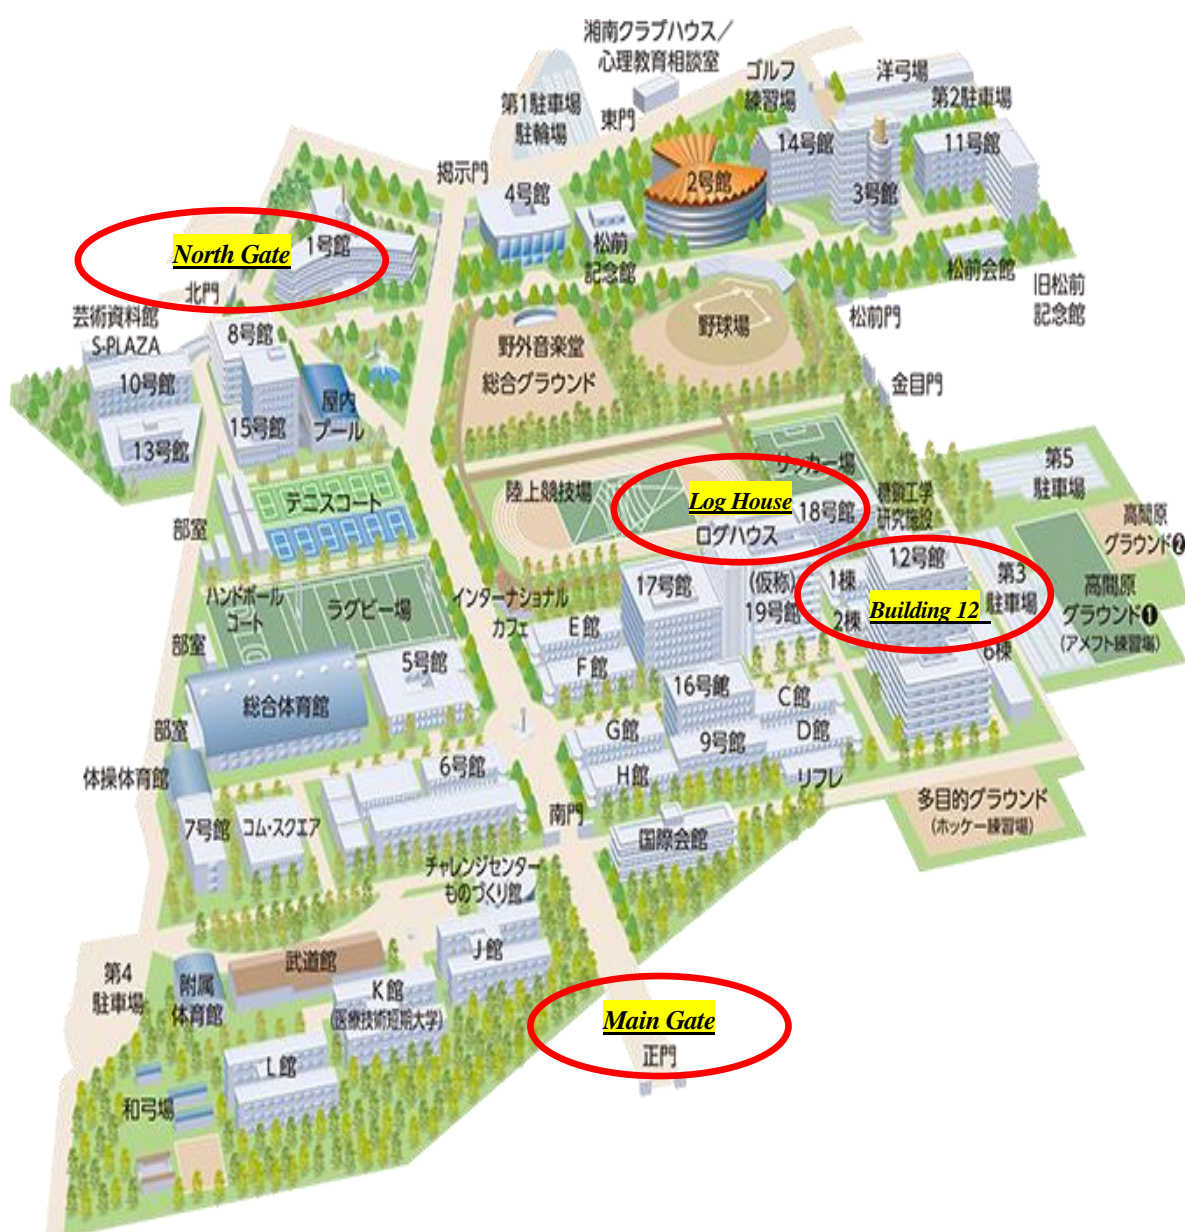 湘南クラブハウス／
心理教育相談室
ゴルフ
練習場
洋弓場
第2駐車場
第1駐車場
駐輪場
東門
14号館
11号館
掲示門
4号館
2号館
3号館
North Gate
1号館
松前
記念館
松前会館
旧松前
記念館
北門
芸術資料館
S-PLAZA
8号館
野外音楽堂
総合グラウンド
野球場
松前門
10号館
屋内
プール
金目門
13号館
15号館
サッカー場
第5
駐車場
テニスコート
陸上競技場
Log House
18号館
糖鎖工学
研究施設
高間原
グラウンド❷
部室
ログハウス
12号館
ハンドボール
コート
ラグビー場
インターナショナル
カフェ
17号館
(仮称)
19号館
1棟
2棟
Building 12
第3
駐車場
高間原
グラウンド❶
(アメフト練習場)
E館
部室
5号館
F館
6棟
総合体育館
16号館
C館
部室
G館
9号館
D館
体操体育館
6号館
H館
リフレ
7号館
コム・スクエア
南門
国際会館
多目的グラウンド
(ホッケー練習場)
チャレンジセンター
ものづくり館
武道館
J館
第4
駐車場
附属
体育館
K館
(医療技術短期大学)
Main Gate
正門
L館
和弓場